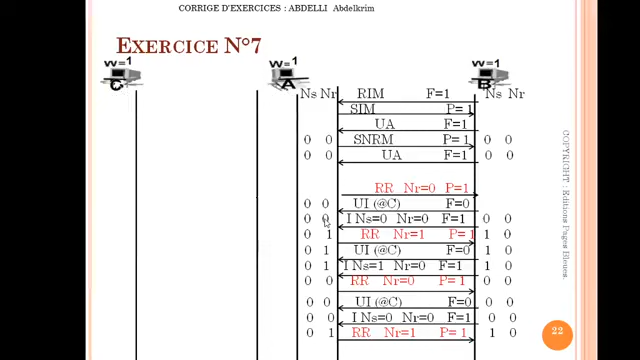 CORRIGE D'EXERCICES : ABDELLI Abdelkrim
EXERCICE N°7
W=1 W=1 W=1
C A B
Ns Nr RIM F=1 Ns Nr
SIM P= 1
UA F=1
0 0 SNRM P= 1 0 0
0 0 UA F=1 0 0
RR Nr=0 P=1
0 0 UI (@C) F=0
0 0 I Ns=0 Nr=0 F=1 0 0
0 1 RR Nr=1 P= 1 1 0
0 1 UI (@C) F=0 1 0
0 1 I Ns=1 Nr=0 F=1 1 0
0 0 RR Nr=0 P= 1 0 0
0 0 UI (@C) F=0 0 0
0 0 I Ns=0 Nr=0 F=1 0 0
0 1 RR Nr=1 P= 1 1 0
COPYRIGHT : Editions Pages Bleues.
22